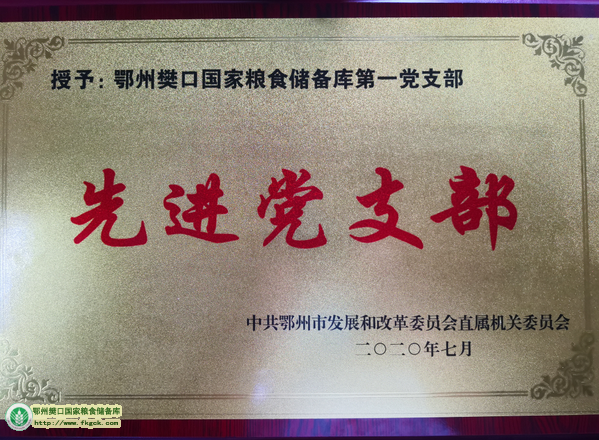 授予：鄂州樊口国家粮食储备库第一党支部
先进党支部
中共鄂州市发展和改革委员会直属机关委员会
二〇二〇年七月
鄂州樊口国家粮食储备库
http://www.fkgck.com